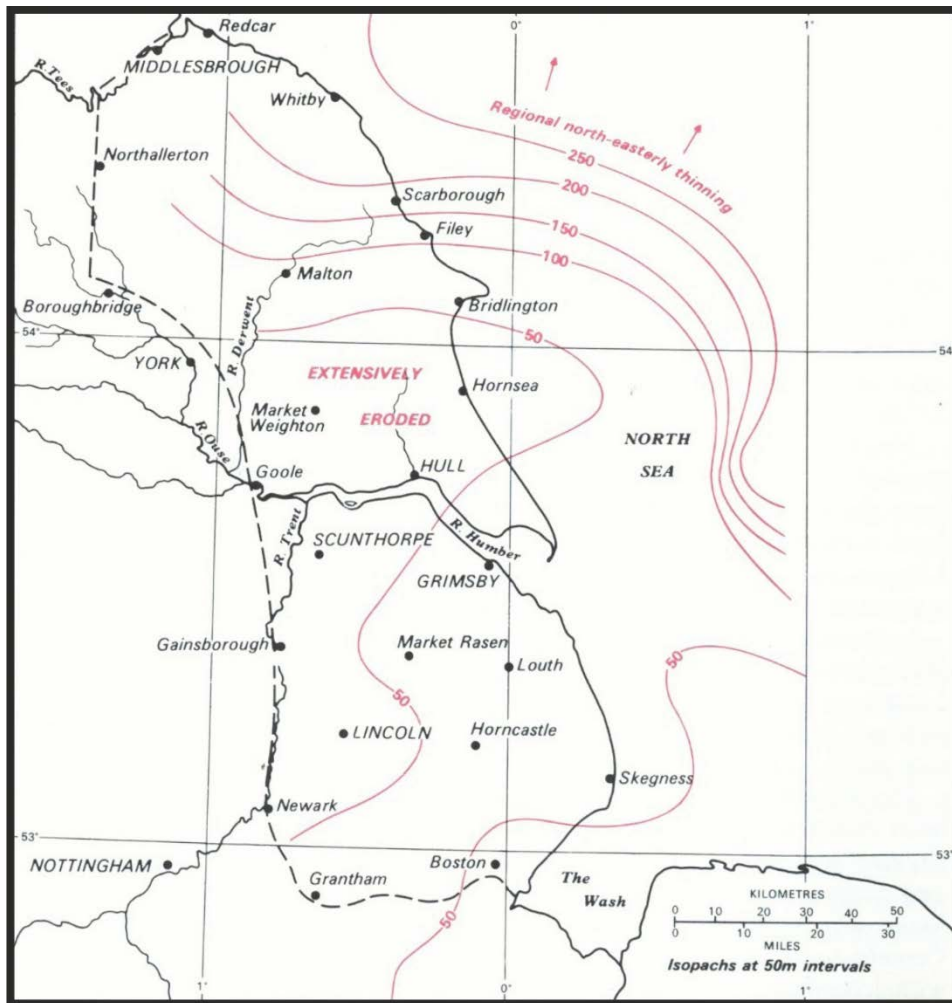 0°
1°
Redcar
MIDDLESBROUGH
R. Tees
Whitby
Regional north-easterly thinning
Northallerton
250
200
Scarborough
150
Filey
100
Malton
Boroughbridge
Bridlington
R. Derwent
50
54°
54
YORK
EXTENSIVELY
ERODED
Hornsea
Market
Weighton
NORTH
SEA
R. Ouse
HULL
Goole
R. Trent
SCUNTHORPE
R. Humber
GRIMSBY
Gainsborough
Market Rasen
Louth
50
50
LINCOLN
Horncastle
Skegness
Newark
53°
53°
NOTTINGHAM
Boston
Grantham
The
Wash
50
KILOMETRES
0 10 20 30 40 50
0 10 20 30
MILES
Isopachs at 50m intervals
1°
0°
1°